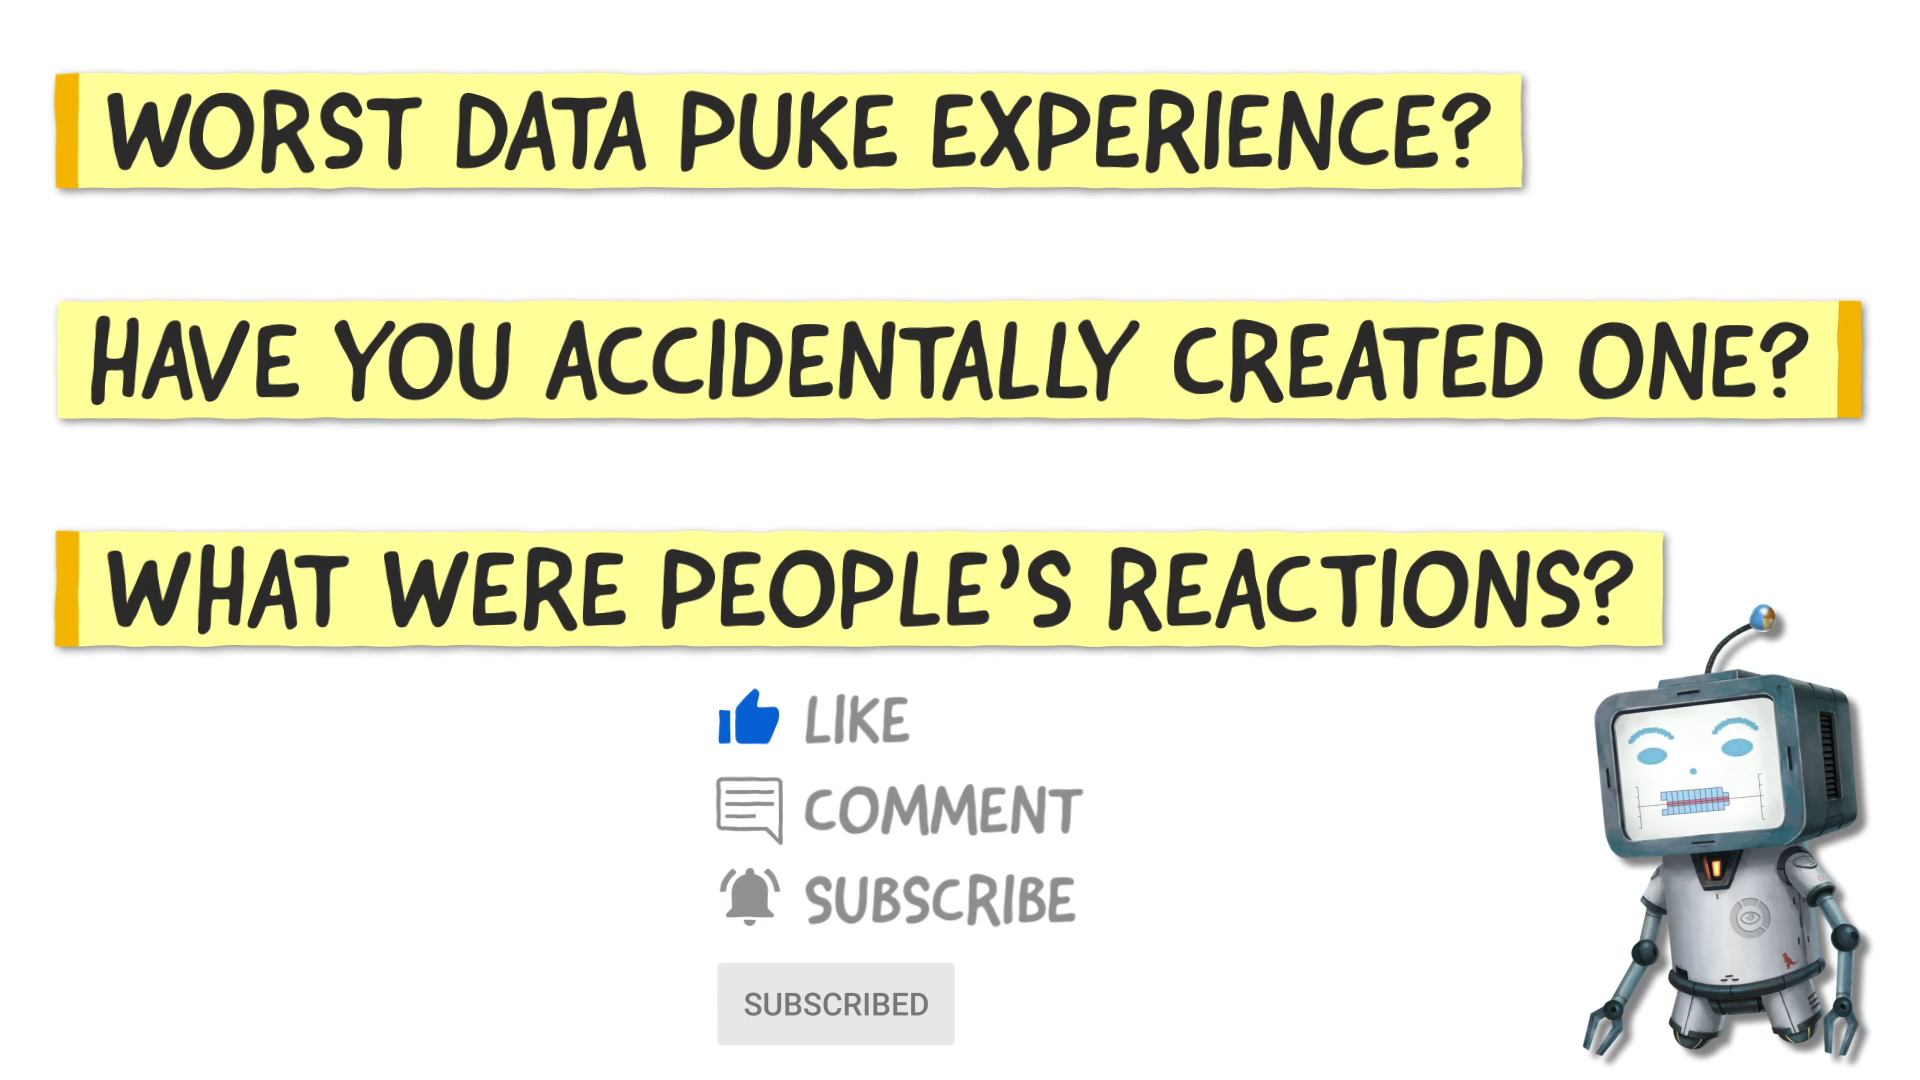 WORST DATA PUKE EXPERIENCE?
HAVE YOU ACCIDENTALLY CREATED ONE?
WHAT WERE PEOPLE'S REACTIONS?
LIKE
COMMENT
SUBSCRIBE
SUBSCRIBED